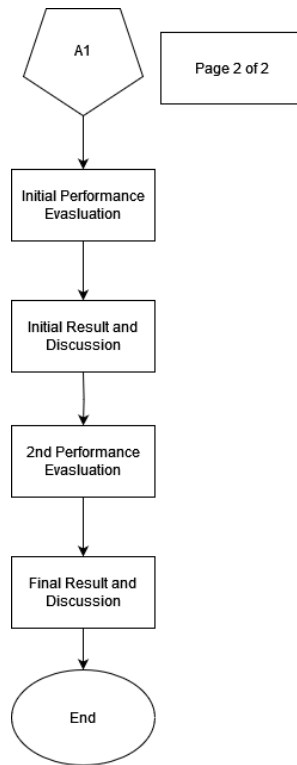 A1
Page 2 of 2
Initial Performance
Evasluation
Initial Result and
Discussion
2nd Performance
Evasluation
Final Result and
Discussion
End